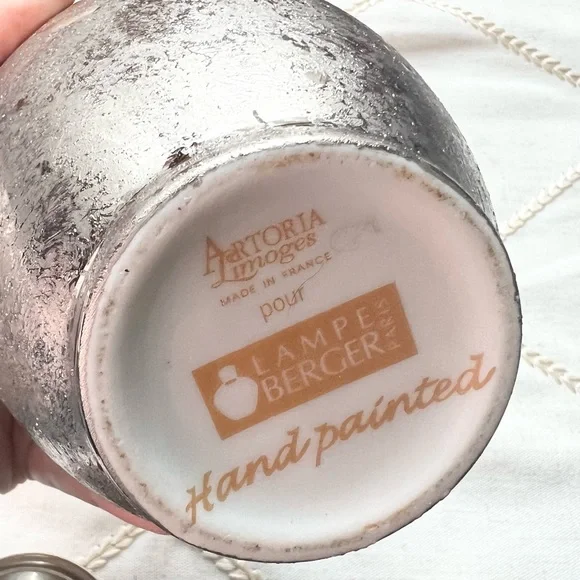 ARTORIA
Limoges
MADE IN FRANCE
pour
LAMPE
BERGER
PARIS
Hand painted